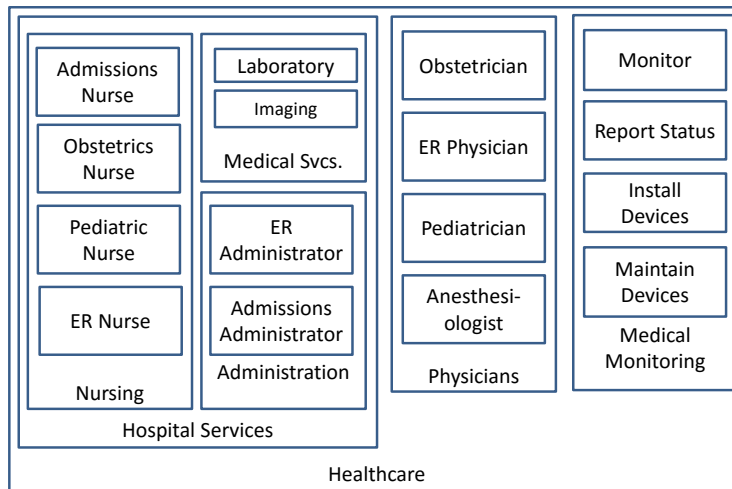 Admissions
Nurse
Obstetrics
Nurse
Pediatric
Nurse
ER Nurse
Nursing
Laboratory
Imaging
Medical Svcs.
ER
Administrator
Admissions
Administrator
Administration
Hospital Services
Obstetrician
ER Physician
Pediatrician
Anesthesi-
ologist
Physicians
Monitor
Report Status
Install
Devices
Maintain
Devices
Medical
Monitoring
Healthcare